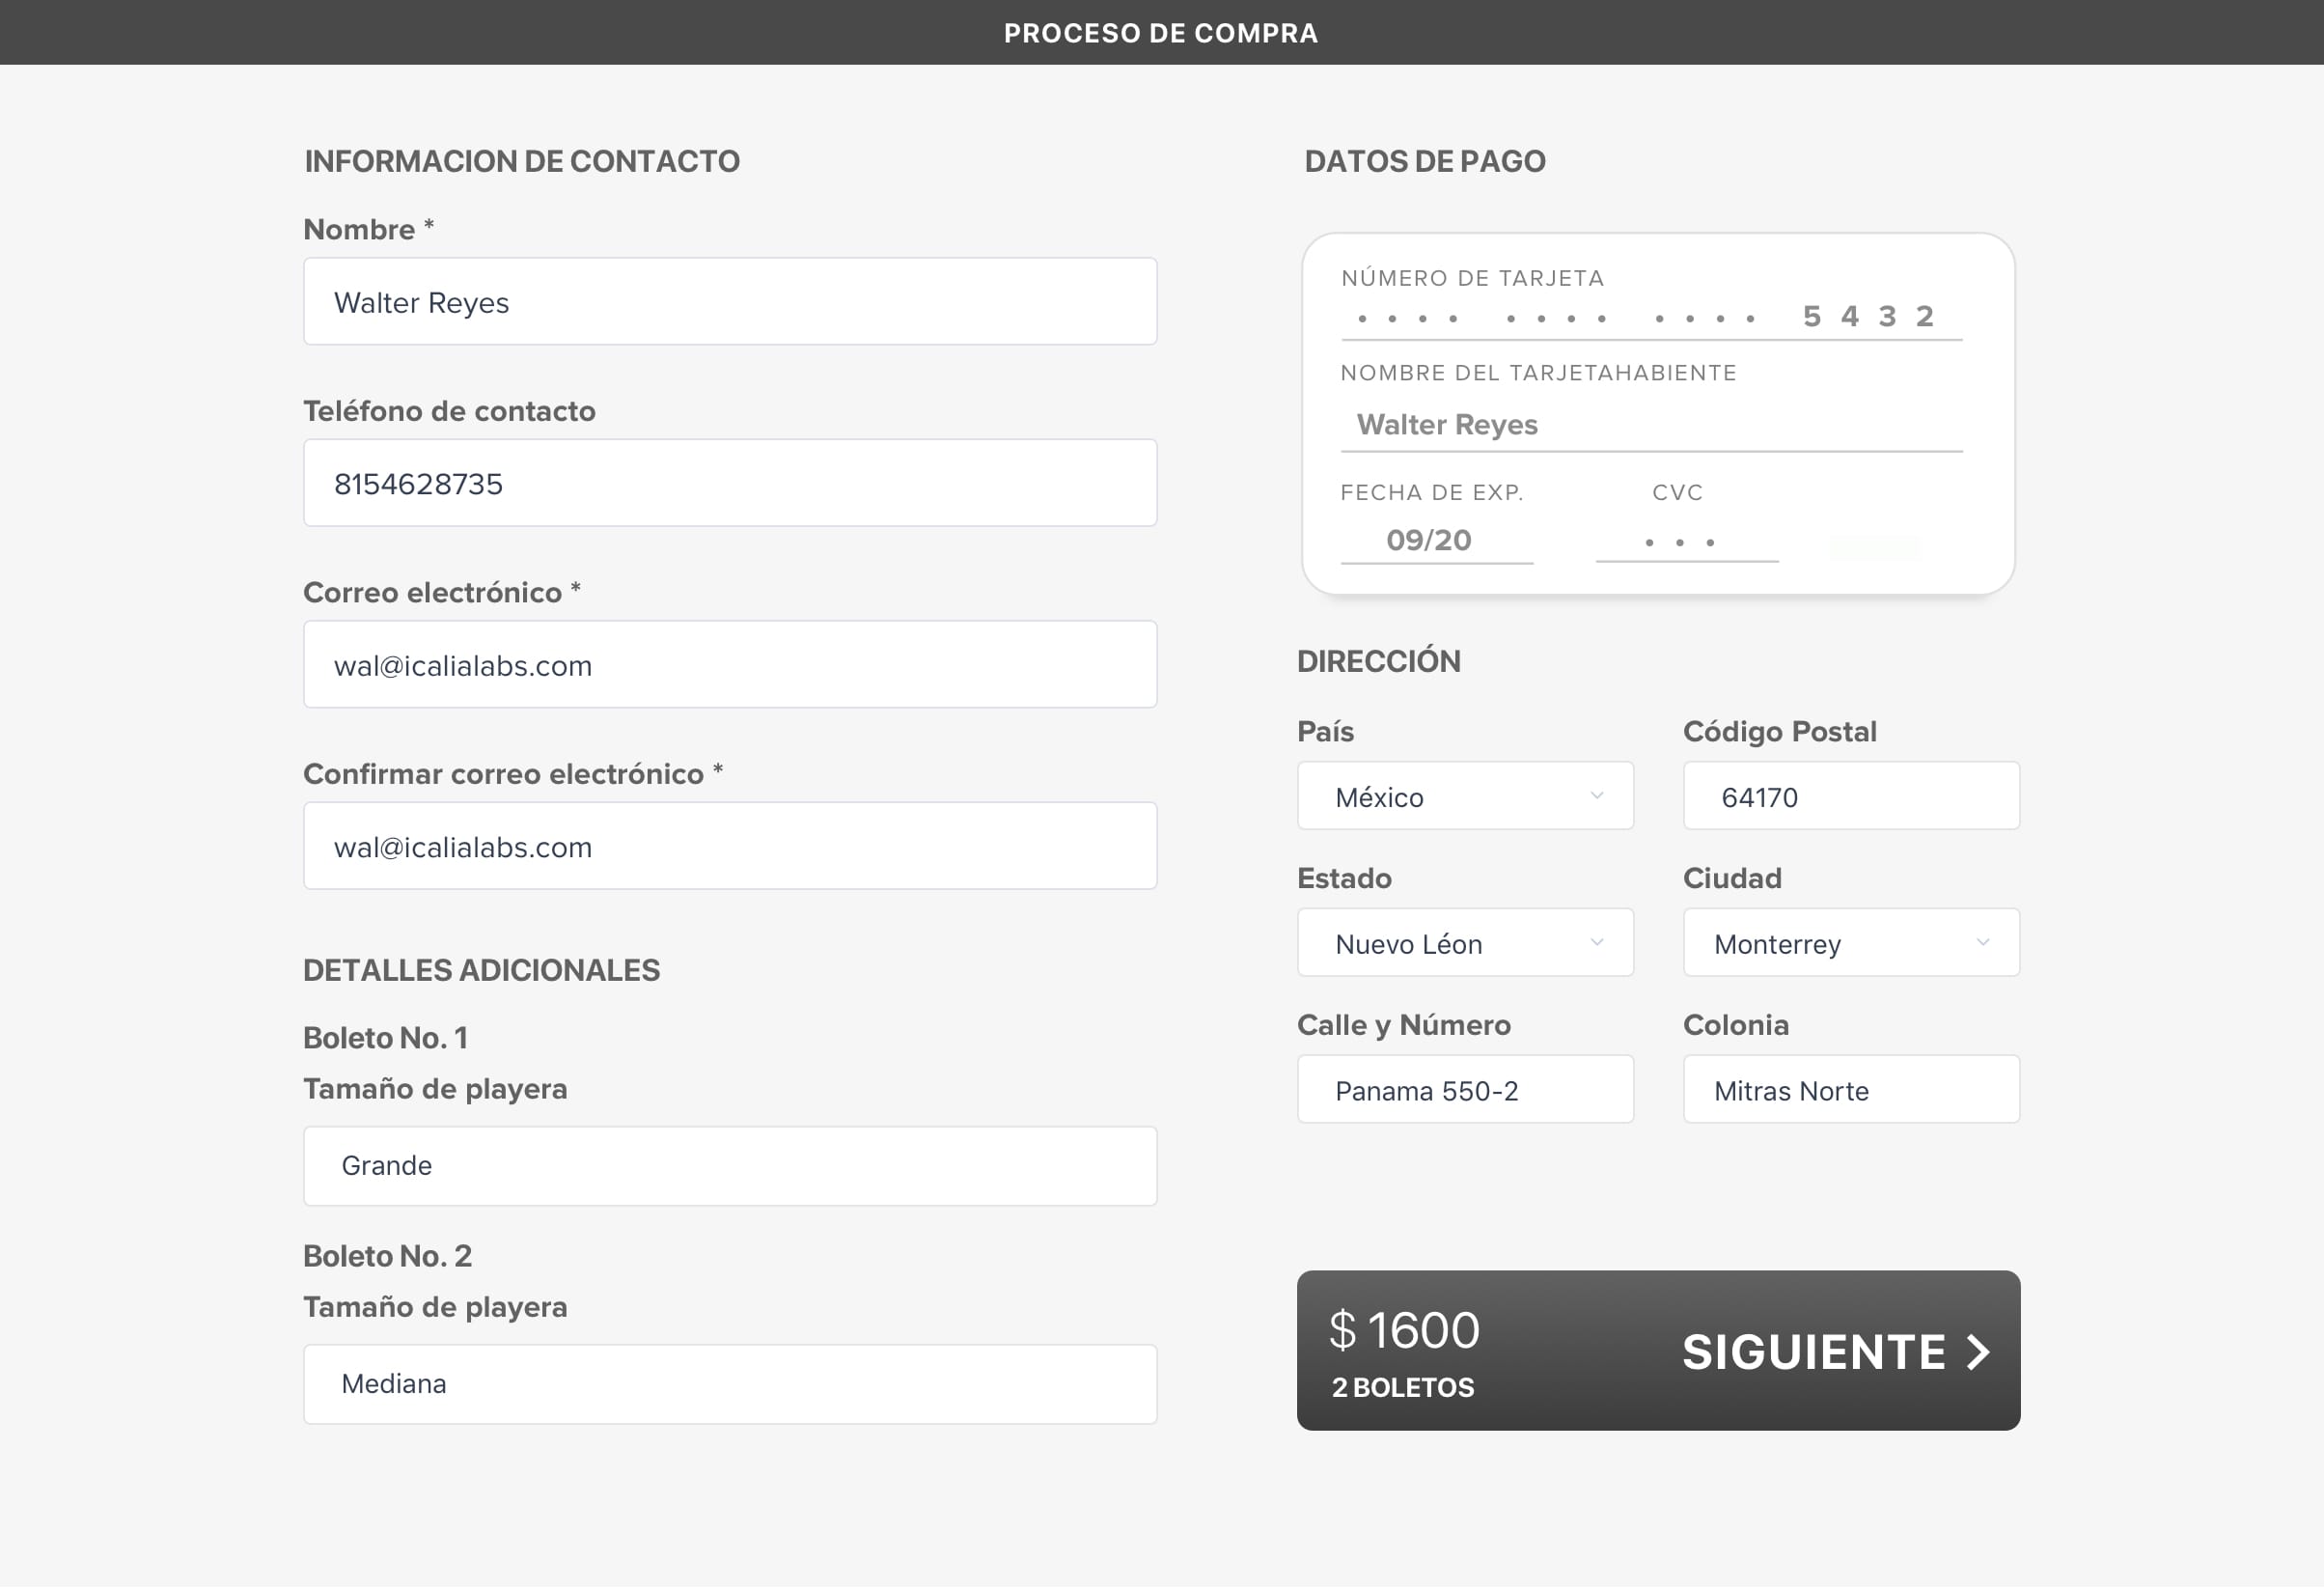 PROCESO DE COMPRA
INFORMACION DE CONTACTO
Nombre *
Walter Reyes
Teléfono de contacto
8154628735
Correo electrónico *
wal@icalialabs.com
Confirmar correo electrónico *
wal@icalialabs.com
DETALLES ADICIONALES
Boleto No. 1
Tamaño de playera
Grande
Boleto No. 2
Tamaño de playera
Mediana
DATOS DE PAGO
NÚMERO DE TARJETA
•••• •••• •••• 5432
NOMBRE DEL TARJETAHABIENTE
Walter Reyes
FECHA DE EXP. CVC
09/20 •••
DIRECCIÓN
País Código Postal
México 64170
Estado Ciudad
Nuevo Léon Monterrey
Calle y Número Colonia
Panama 550-2 Mitras Norte
$ 1600
2 BOLETOS
SIGUIENTE >